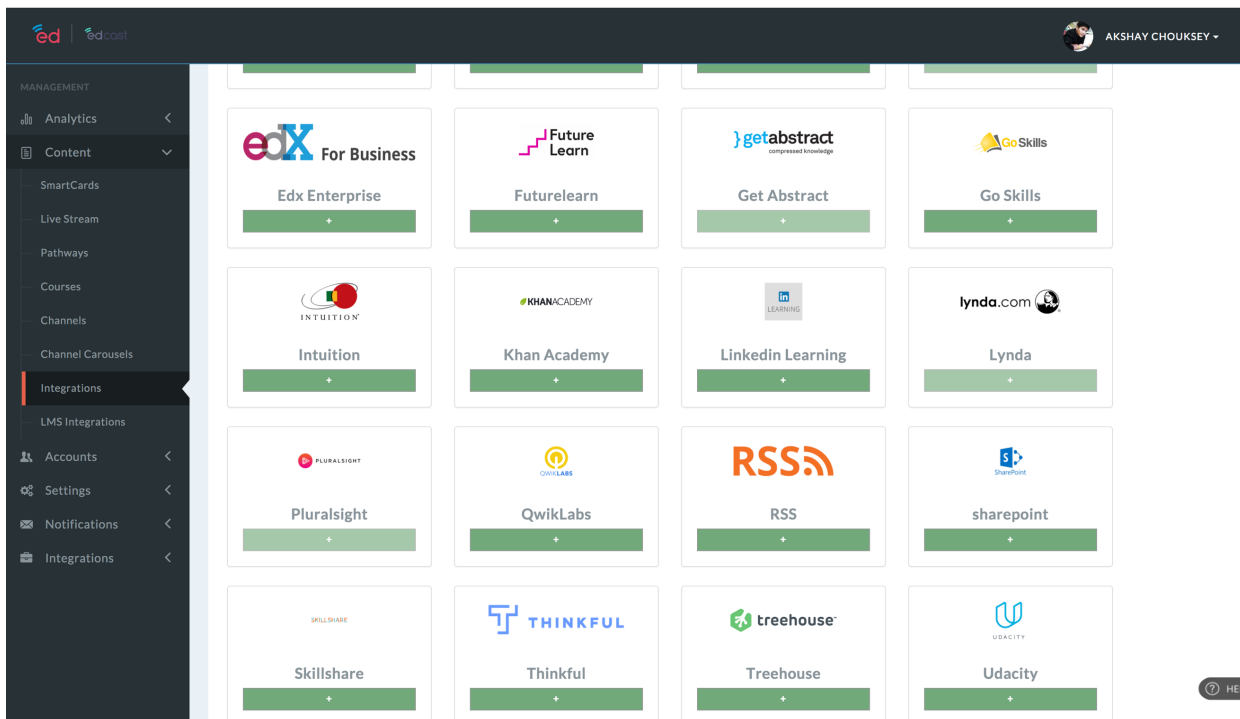 ed edcast
AKSHAY CHOUKSEY
MANAGEMENT
Analytics
Content
SmartCards
Live Stream
Pathways
Courses
Channels
Channel Carousels
Integrations
LMS Integrations
Accounts
Settings
Notifications
Integrations
edX For Business
Edx Enterprise
+
Future
Learn
Futurelearn
+
}getabstract
compressed knowledge
Get Abstract
+
GoSkills
Go Skills
+
INTUITION
Intuition
+
KHANACADEMY
Khan Academy
+
in
LEARNING
Linkedin Learning
+
lynda.com
Lynda
+
PLURALSIGHT
Pluralsight
+
QWIKLABS
QwikLabs
+
RSS
RSS
+
S
SharePoint
sharepoint
+
SKILLSHARE
Skillshare
+
THINKFUL
Thinkful
+
treehouse
Treehouse
+
UDACITY
Udacity
+
? HE